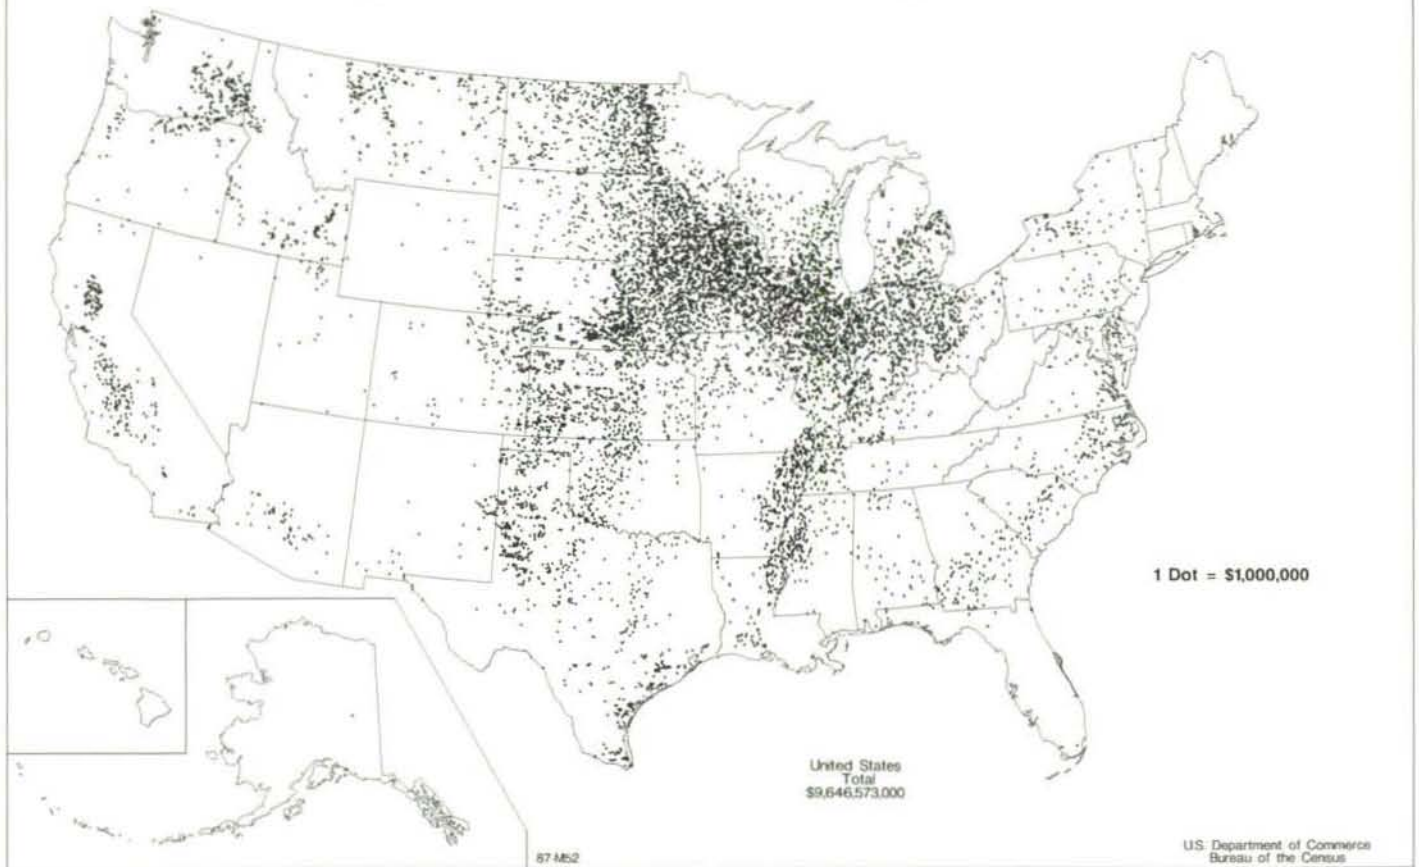 1 Dot = $1,000,000
United States
Total
$9,646,573,000
87-M52
U.S. Department of Commerce
Bureau of the Census